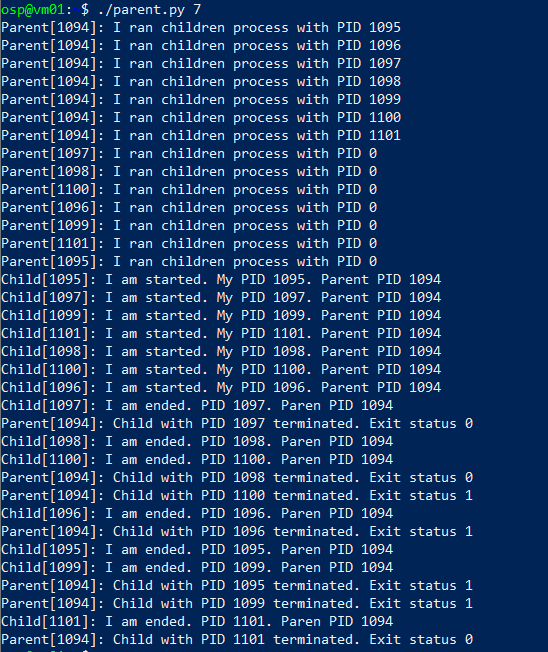 osp@vm01: $ ./parent.py 7
Parent[1094]: I ran children process with PID 1095
Parent[1094]: I ran children process with PID 1096
Parent[1094]: I ran children process with PID 1097
Parent[1094]: I ran children process with PID 1098
Parent[1094]: I ran children process with PID 1099
Parent[1094]: I ran children process with PID 1100
Parent[1094]: I ran children process with PID 1101
Parent[1097]: I ran children process with PID 0
Parent[1098]: I ran children process with PID 0
Parent[1100]: I ran children process with PID 0
Parent[1096]: I ran children process with PID 0
Parent[1099]: I ran children process with PID 0
Parent[1101]: I ran children process with PID 0
Parent[1095]: I ran children process with PID 0
Child[1095]: I am started. My PID 1095. Parent PID 1094
Child[1097]: I am started. My PID 1097. Parent PID 1094
Child[1099]: I am started. My PID 1099. Parent PID 1094
Child[1101]: I am started. My PID 1101. Parent PID 1094
Child[1098]: I am started. My PID 1098. Parent PID 1094
Child[1100]: I am started. My PID 1100. Parent PID 1094
Child[1096]: I am started. My PID 1096. Parent PID 1094
Child[1097]: I am ended. PID 1097. Paren PID 1094
Parent[1094]: Child with PID 1097 terminated. Exit status 0
Child[1098]: I am ended. PID 1098. Paren PID 1094
Child[1100]: I am ended. PID 1100. Paren PID 1094
Parent[1094]: Child with PID 1098 terminated. Exit status 0
Parent[1094]: Child with PID 1100 terminated. Exit status 1
Child[1096]: I am ended. PID 1096. Paren PID 1094
Parent[1094]: Child with PID 1096 terminated. Exit status 1
Child[1095]: I am ended. PID 1095. Paren PID 1094
Child[1099]: I am ended. PID 1099. Paren PID 1094
Parent[1094]: Child with PID 1095 terminated. Exit status 1
Parent[1094]: Child with PID 1099 terminated. Exit status 1
Child[1101]: I am ended. PID 1101. Paren PID 1094
Parent[1094]: Child with PID 1101 terminated. Exit status 0